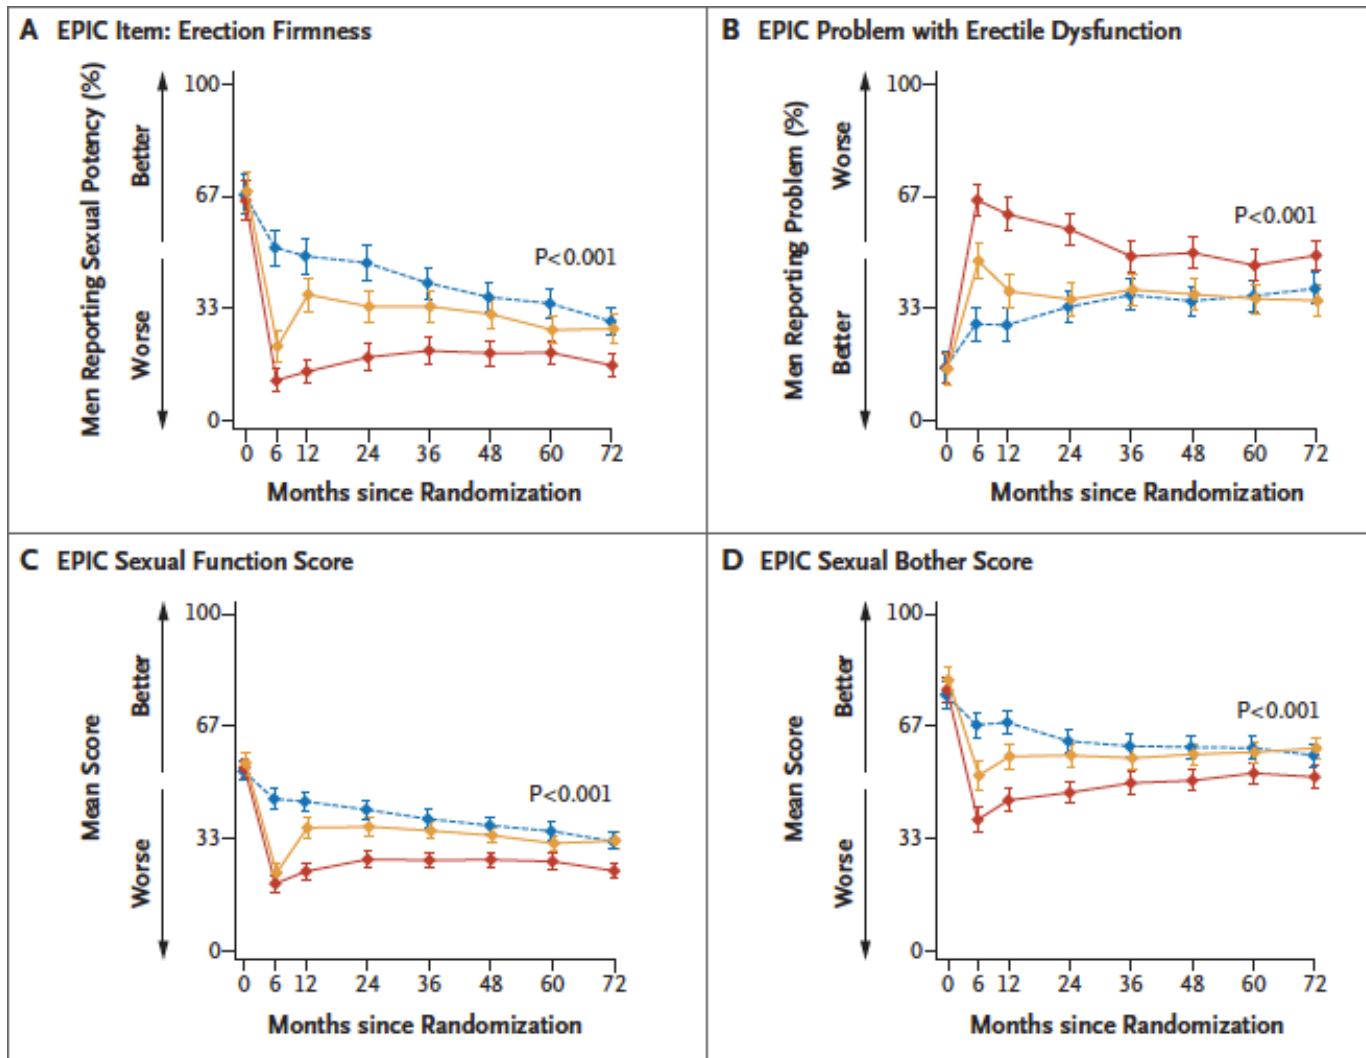 A EPIC Item: Erection Firmness
Men Reporting Sexual Potency (%)
Better
Worse
100
67
33
0
P<0.001
0 6 12 24 36 48 60 72
Months since Randomization
B EPIC Problem with Erectile Dysfunction
Men Reporting Problem (%)
Worse
Better
100
67
33
0
P<0.001
0 6 12 24 36 48 60 72
Months since Randomization
C EPIC Sexual Function Score
Mean Score
Better
Worse
100
67
33
0
P<0.001
0 6 12 24 36 48 60 72
Months since Randomization
D EPIC Sexual Bother Score
Mean Score
Better
Worse
100
67
33
0
P<0.001
0 6 12 24 36 48 60 72
Months since Randomization